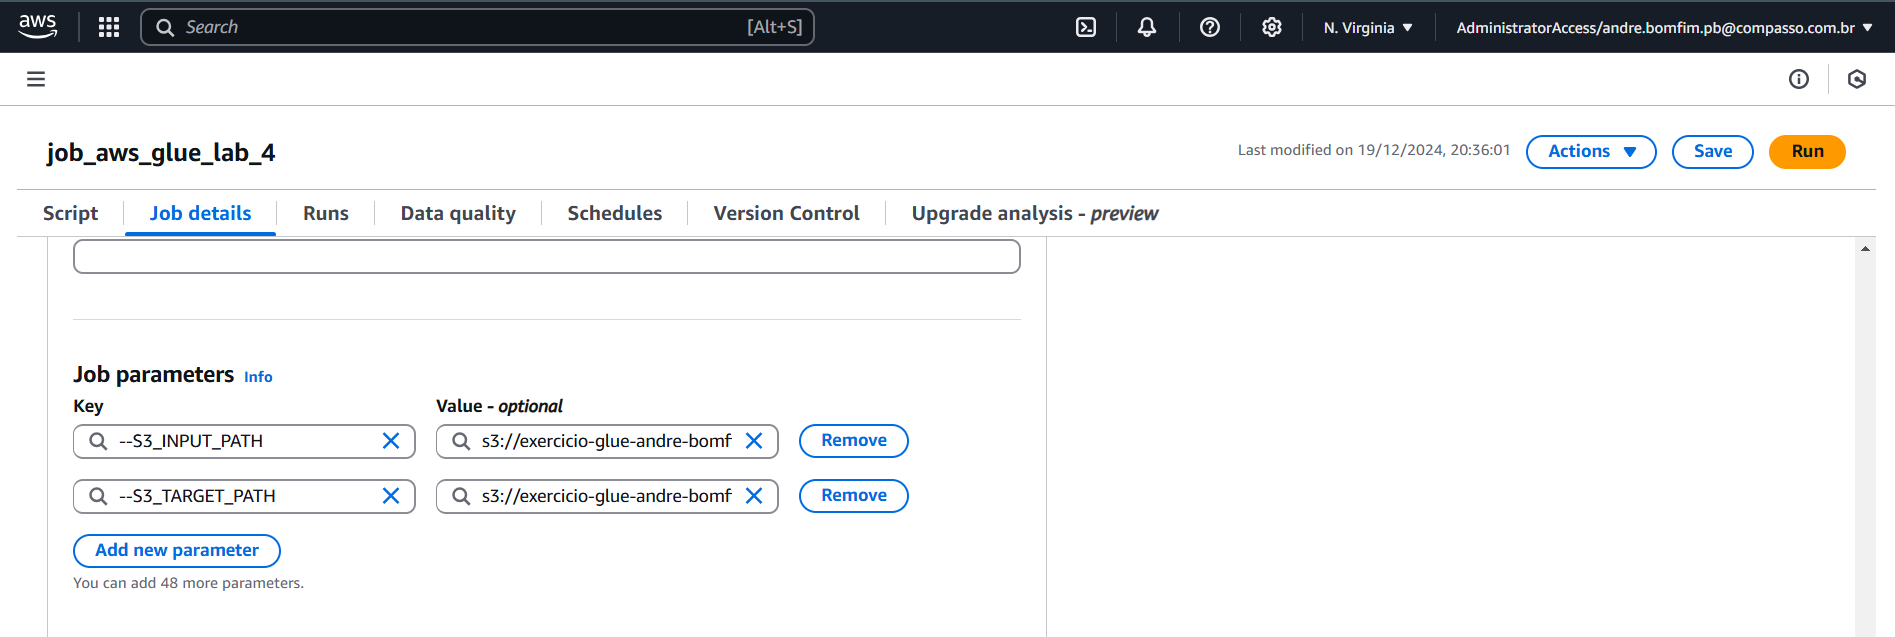 aws Search [Alt+S] N. Virginia AdministratorAccess/andre.bomfim.pb@compasso.com.br
job_aws_glue_lab_4 Last modified on 19/12/2024, 20:36:01 Actions Save Run
Script Job details Runs Data quality Schedules Version Control Upgrade analysis - preview
Job parameters Info
Key Value - optional
--S3_INPUT_PATH s3://exercicio-glue-andre-bomf Remove
--S3_TARGET_PATH s3://exercicio-glue-andre-bomf Remove
Add new parameter
You can add 48 more parameters.